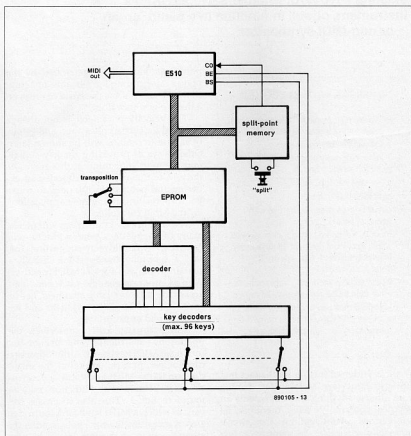 MIDI
out
E510
C0
BE
BS
split-point
memory
"split"
transposition
EPROM
decoder
key decoders
(max. 96 keys)
890105 - 13